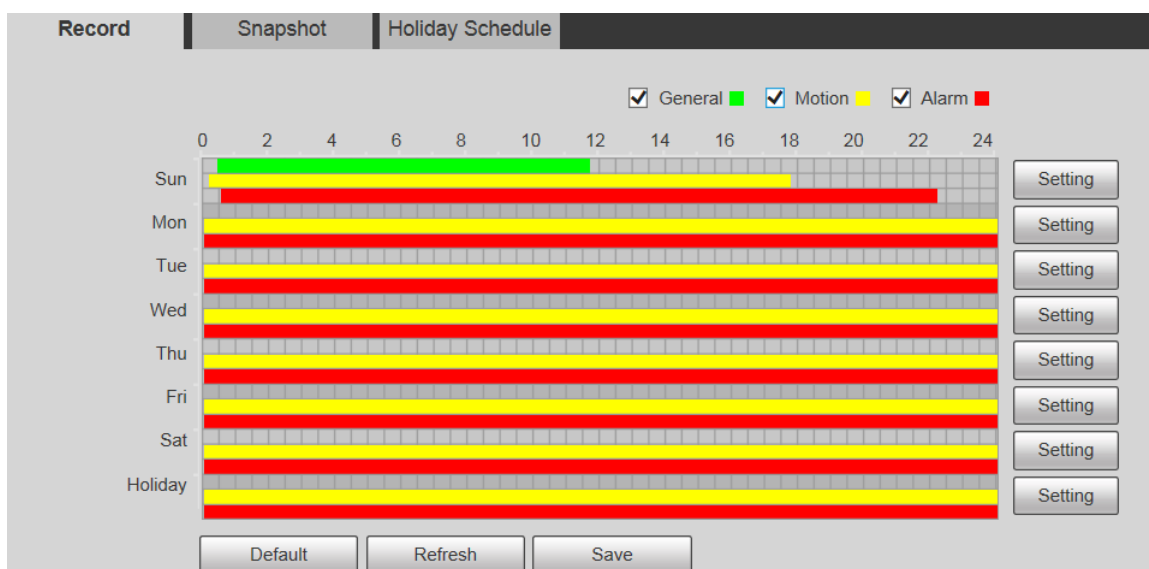 Record Snapshot Holiday Schedule
General Motion Alarm
0 2 4 6 8 10 12 14 16 18 20 22 24
Sun Setting
Mon Setting
Tue Setting
Wed Setting
Thu Setting
Fri Setting
Sat Setting
Holiday Setting
Default Refresh Save